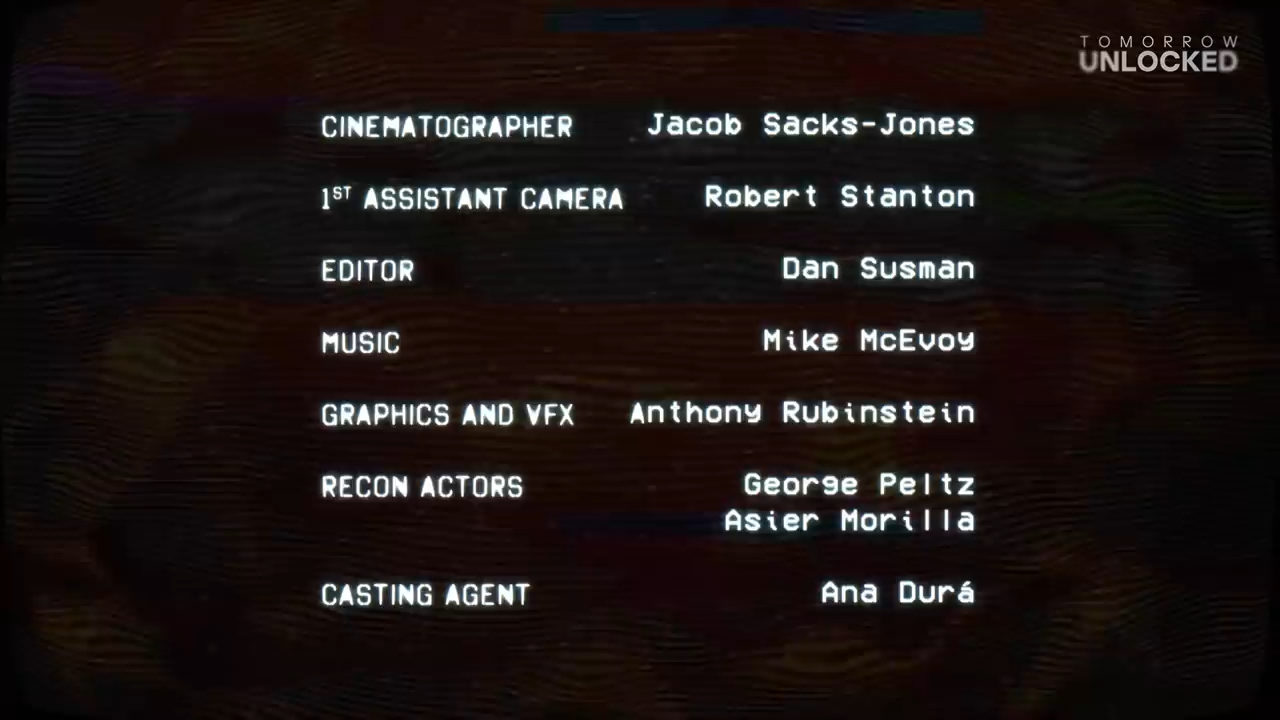 TOMORROW
UNLOCKED
CINEMATOGRAPHER Jacob Sacks-Jones
1ST ASSISTANT CAMERA Robert Stanton
EDITOR Dan Susman
MUSIC Mike McEvoy
GRAPHICS AND VFX Anthony Rubinstein
RECON ACTORS George Peltz
Asier Morilla
CASTING AGENT Ana Durá